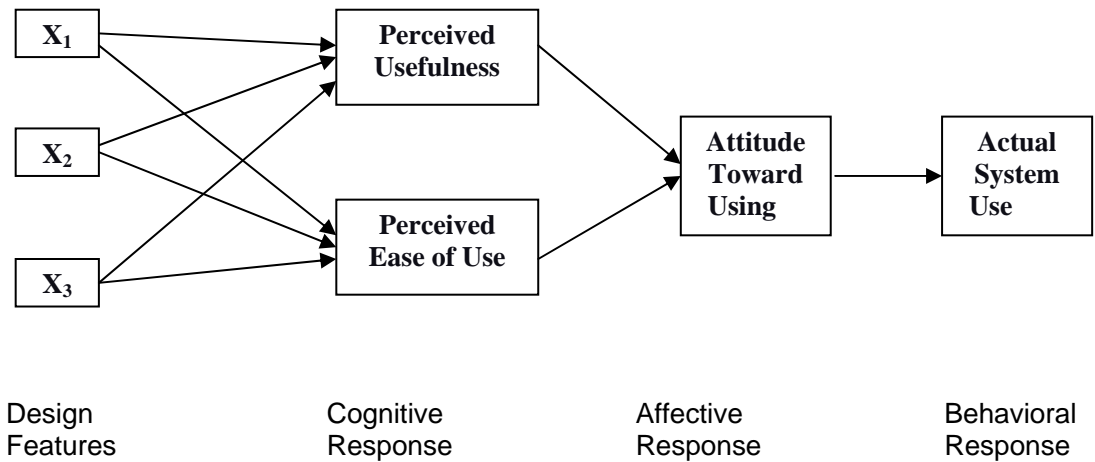 X₁
Perceived
Usefulness
X₂
Attitude
Toward
Using
Actual
System
Use
Perceived
Ease of Use
X₃
Design
Features
Cognitive
Response
Affective
Response
Behavioral
Response